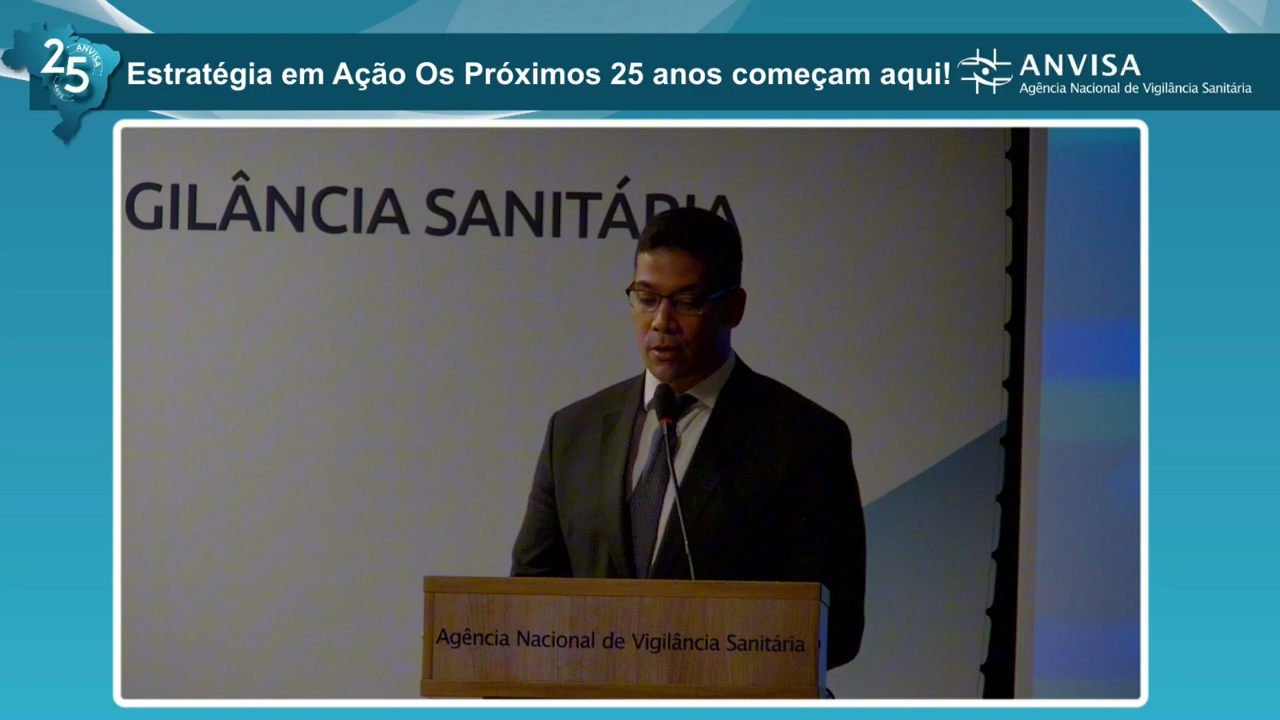 25
ANVISA
ANOS
Estratégia em Ação Os Próximos 25 anos começam aqui!
ANVISA
Agência Nacional de Vigilância Sanitária
GILÂNCIA SANITÁRIA
Agência Nacional de Vigilância Sanitária